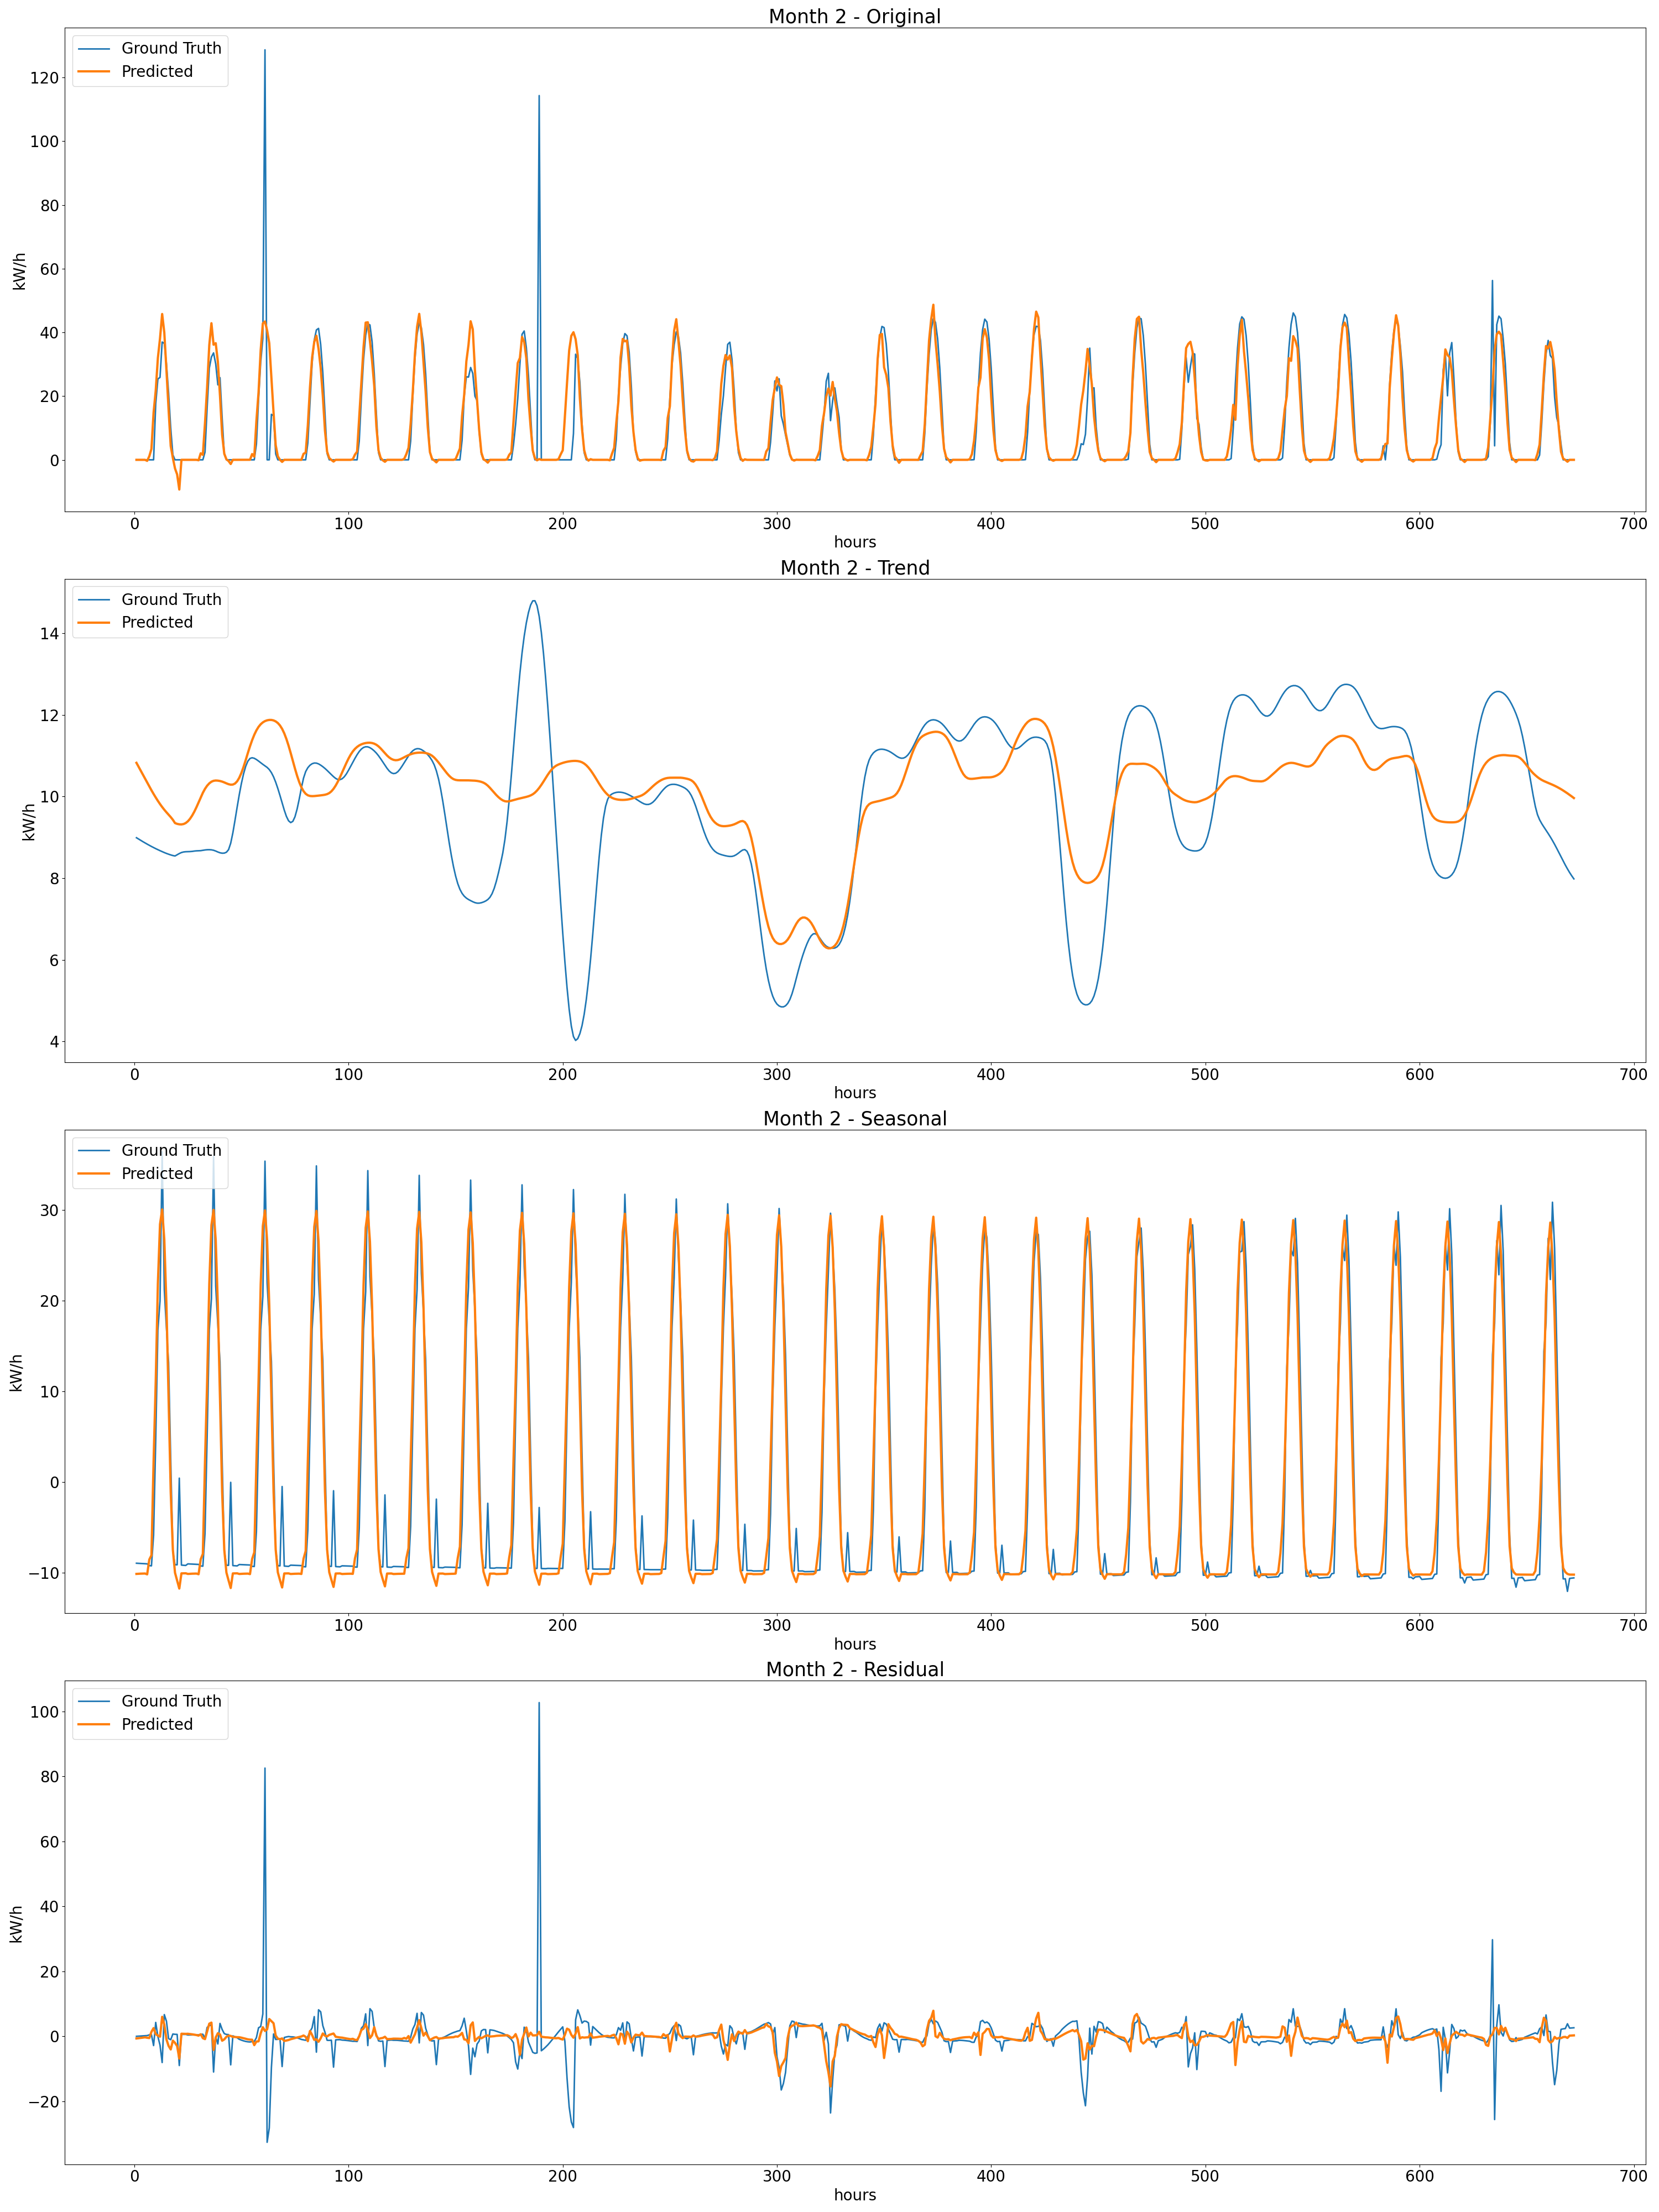 Month 2 - Original
Ground Truth
Predicted
kW/h
120
100
80
60
40
20
0
0 100 200 300 400 500 600 700
hours
Month 2 - Trend
Ground Truth
Predicted
kW/h
14
12
10
8
6
4
0 100 200 300 400 500 600 700
hours
Month 2 - Seasonal
Ground Truth
Predicted
kW/h
30
20
10
0
−10
0 100 200 300 400 500 600 700
hours
Month 2 - Residual
Ground Truth
Predicted
kW/h
100
80
60
40
20
0
−20
0 100 200 300 400 500 600 700
hours